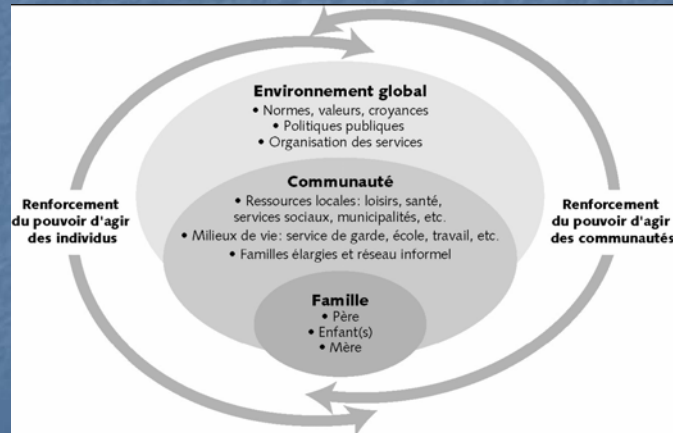 Environnement global
• Normes, valeurs, croyances
• Politiques publiques
• Organisation des services
Communauté
• Ressources locales: loisirs, santé,
services sociaux, municipalités, etc.
• Milieux de vie: service de garde, école, travail, etc.
• Familles élargies et réseau informel
Renforcement
du pouvoir d'agir
des individus
Renforcement
du pouvoir d'agir
des communautés
Famille
• Père
• Enfant(s)
• Mère